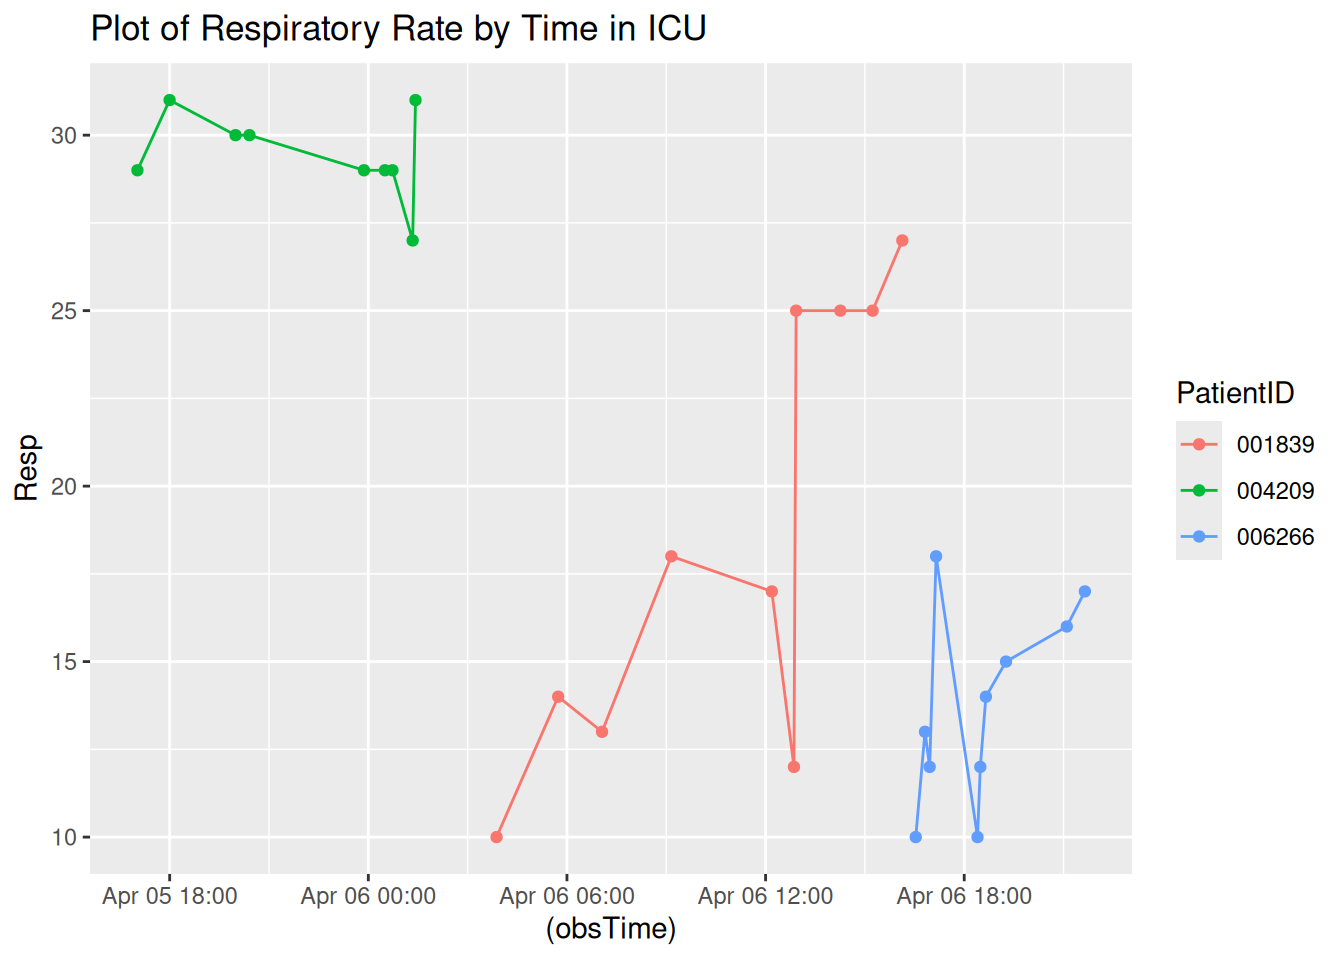 Plot of Respiratory Rate by Time in ICU
30
25
20
15
10
Resp
Apr 05 18:00
Apr 06 00:00
Apr 06 06:00
Apr 06 12:00
Apr 06 18:00
(obsTime)
PatientID
001839
004209
006266